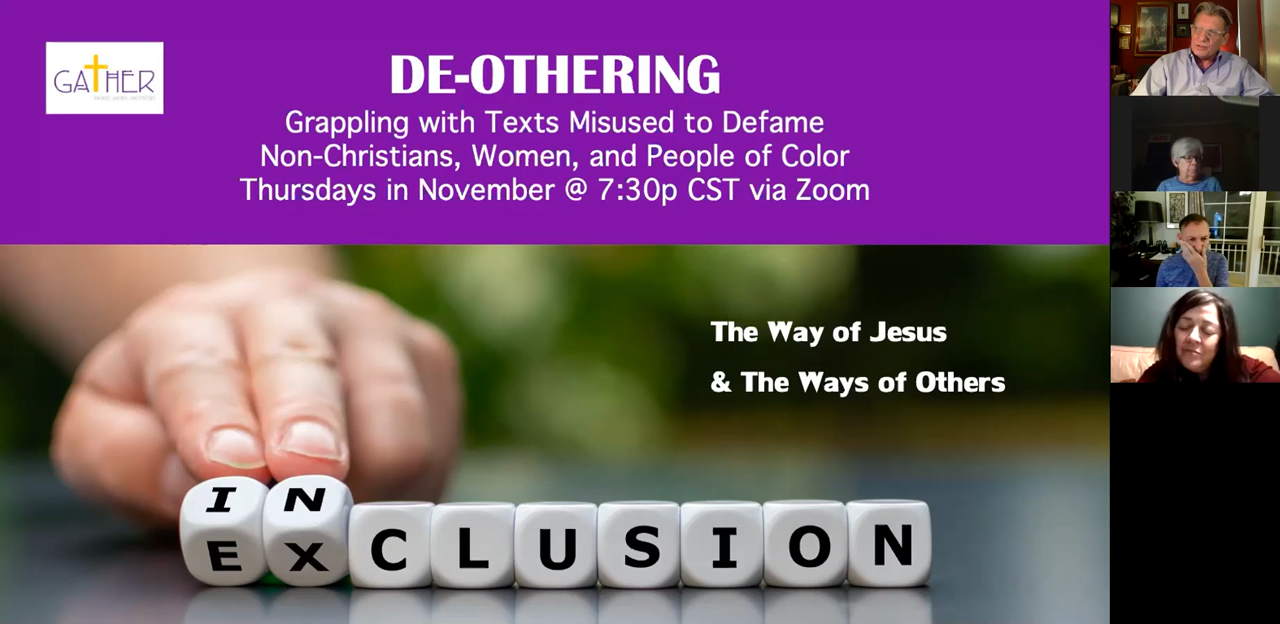 GATHER
DE-OTHERING
Grappling with Texts Misused to Defame
Non-Christians, Women, and People of Color
Thursdays in November @ 7:30p CST via Zoom
The Way of Jesus
& The Ways of Others
IN
EXCLUSION